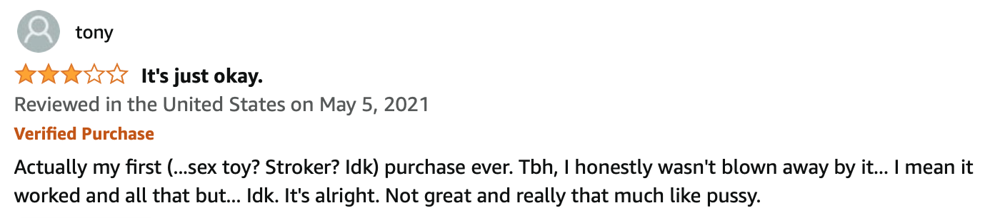 tony
It's just okay.
Reviewed in the United States on May 5, 2021
Verified Purchase
Actually my first (...sex toy? Stroker? Idk) purchase ever. Tbh, I honestly wasn't blown away by it... I mean it
worked and all that but... Idk. It's alright. Not great and really that much like pussy.